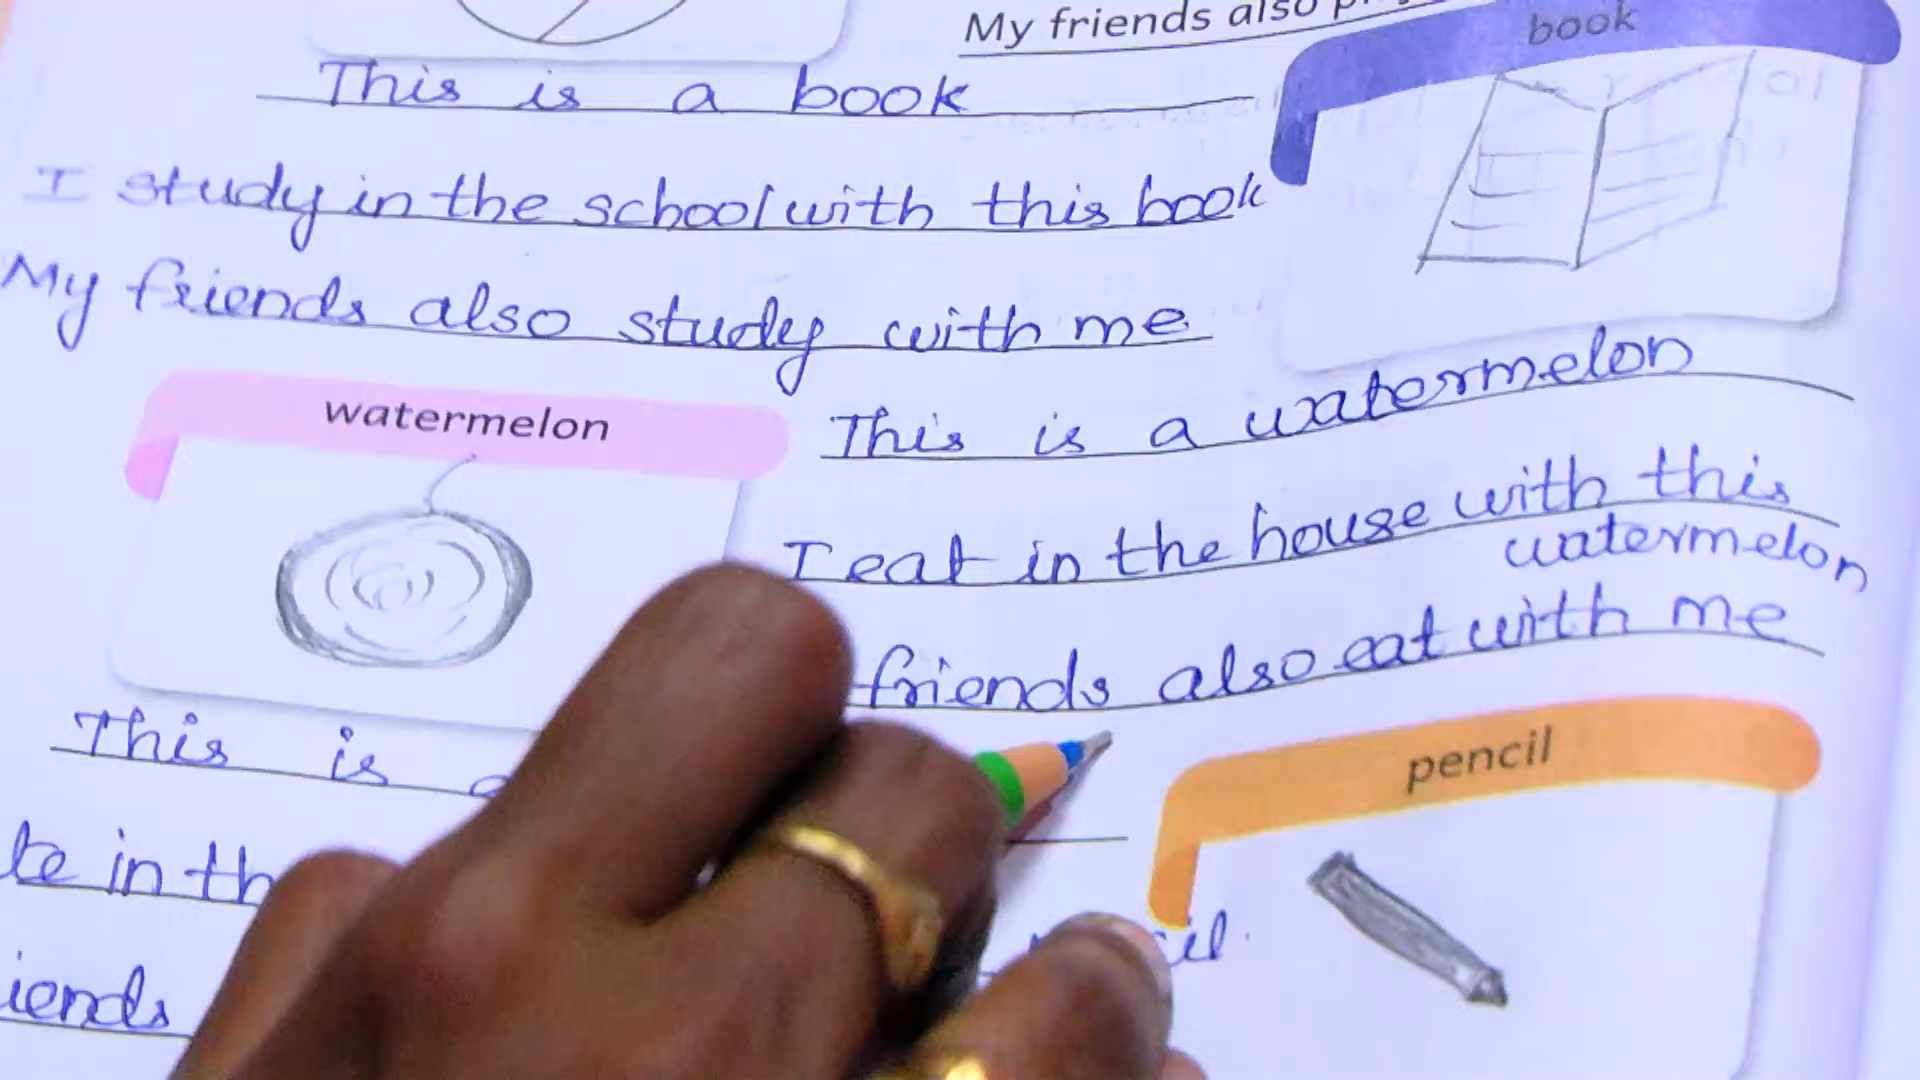 My friends also
book
This is a book
I study in the school with this book
My friends also study with me
watermelon
This is a watermelon
I eat in the house with this
watermelon
friends also eat with me
This is a
pencil
te in th
cil.
iends